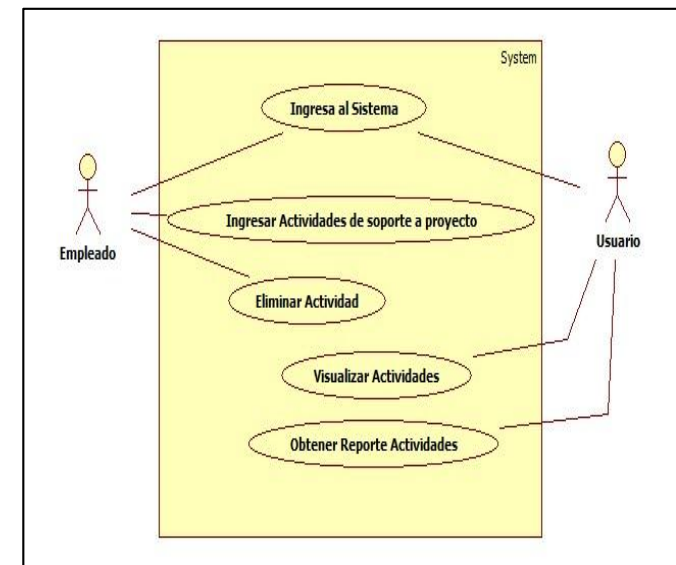 System
Ingresa al Sistema
Empleado
Ingresar Actividades de soporte a proyecto
Usuario
Eliminar Actividad
Visualizar Actividades
Obtener Reporte Actividades